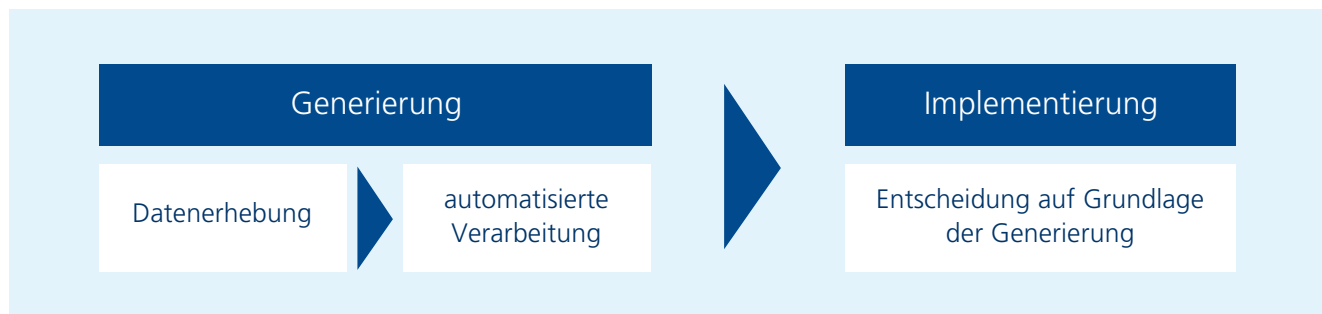 Generierung
Datenerhebung
automatisierte
Verarbeitung
Implementierung
Entscheidung auf Grundlage
der Generierung